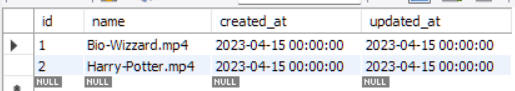 id name created_at updated_at
1 Bio-Wizzard.mp4 2023-04-15 00:00:00 2023-04-15 00:00:00
2 Harry-Potter.mp4 2023-04-15 00:00:00 2023-04-15 00:00:00
NULL NULL NULL NULL